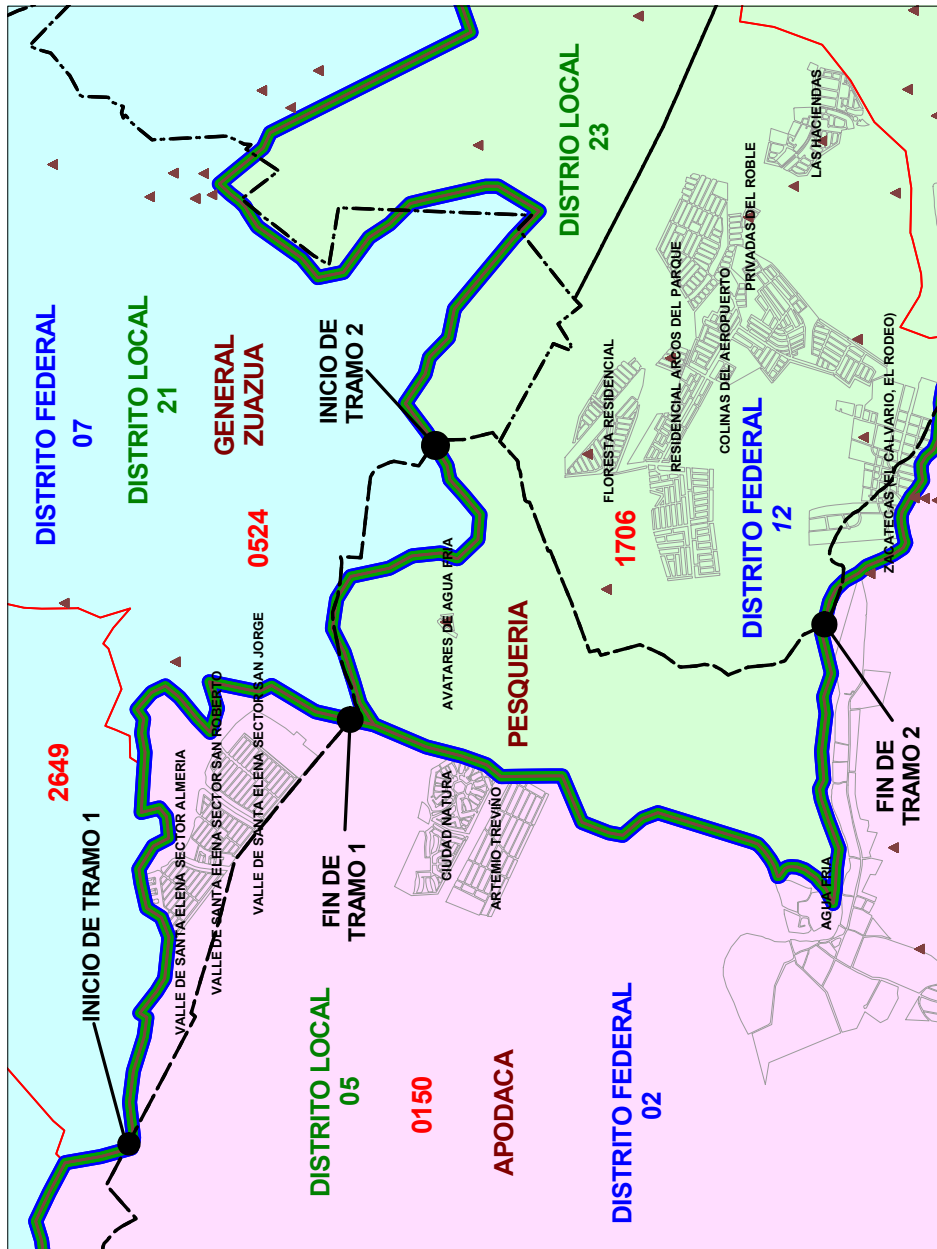 DISTRITO FEDERAL
07
2649
INICIO DE TRAMO 1
DISTRITO LOCAL
21
VALLE DE SANTA ELENA SECTOR ALMERIA
VALLE DE SANTA ELENA SECTOR SAN ROBERTO
VALLE DE SANTA ELENA SECTOR SAN JORGE
GENERAL
ZUAZUA
0524
DISTRITO LOCAL
05
FIN DE
TRAMO 1
INICIO DE
TRAMO 2
0150
CIUDAD NATURA
AVATARES DE AGUA FRIA
ARTEMIO TREVIÑO
APODACA
PESQUERIA
DISTRIO LOCAL
23
DISTRITO FEDERAL
02
FLORESTA RESIDENCIAL
1706
RESIDENCIAL ARCOS DEL PARQUE
COLINAS DEL AEROPUERTO
PRIVADAS DEL ROBLE
DISTRITO FEDERAL
12
LAS HACIENDAS
AGUA FRIA
FIN DE
TRAMO 2
ZACATECAS (EL CALVARIO, EL RODEO)